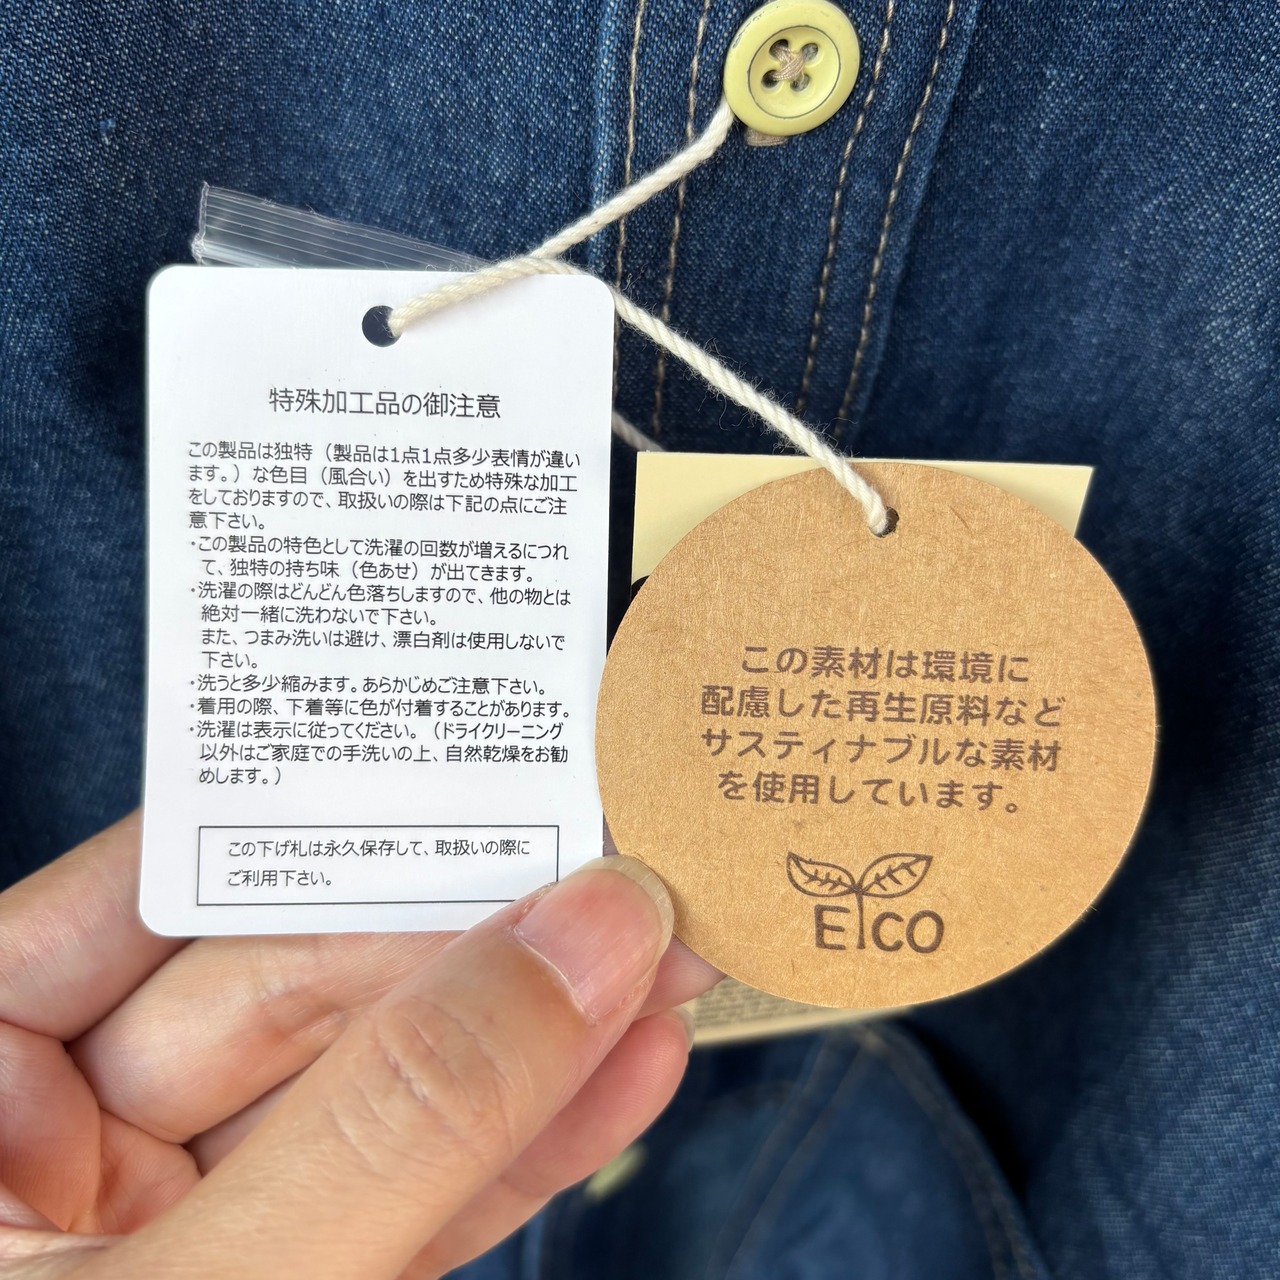 特殊加工品の御注意
この製品は独特（製品は1点1点多少表情が違い
ます。）な色目（風合い）を出すため特殊な加工
をしておりますので、取扱いの際は下記の点にご注
意下さい。
・この製品の特色として洗濯の回数が増えるにつれ
て、独特の持ち味（色あせ）が出てきます。
・洗濯の際はどんどん色落ちしますので、他の物とは
絶対一緒に洗わないで下さい。
また、つまみ洗いは避け、漂白剤は使用しないで
下さい。
・洗うと多少縮みます。あらかじめご注意下さい。
・着用の際、下着等に色が付着することがあります。
・洗濯は表示に従ってください。（ドライクリーニング
以外はご家庭での手洗いの上、自然乾燥をお勧
めします。）
この下げ札は永久保存して、取扱いの際に
ご利用下さい。
この素材は環境に
配慮した再生原料など
サスティナブルな素材
を使用しています。
ECO